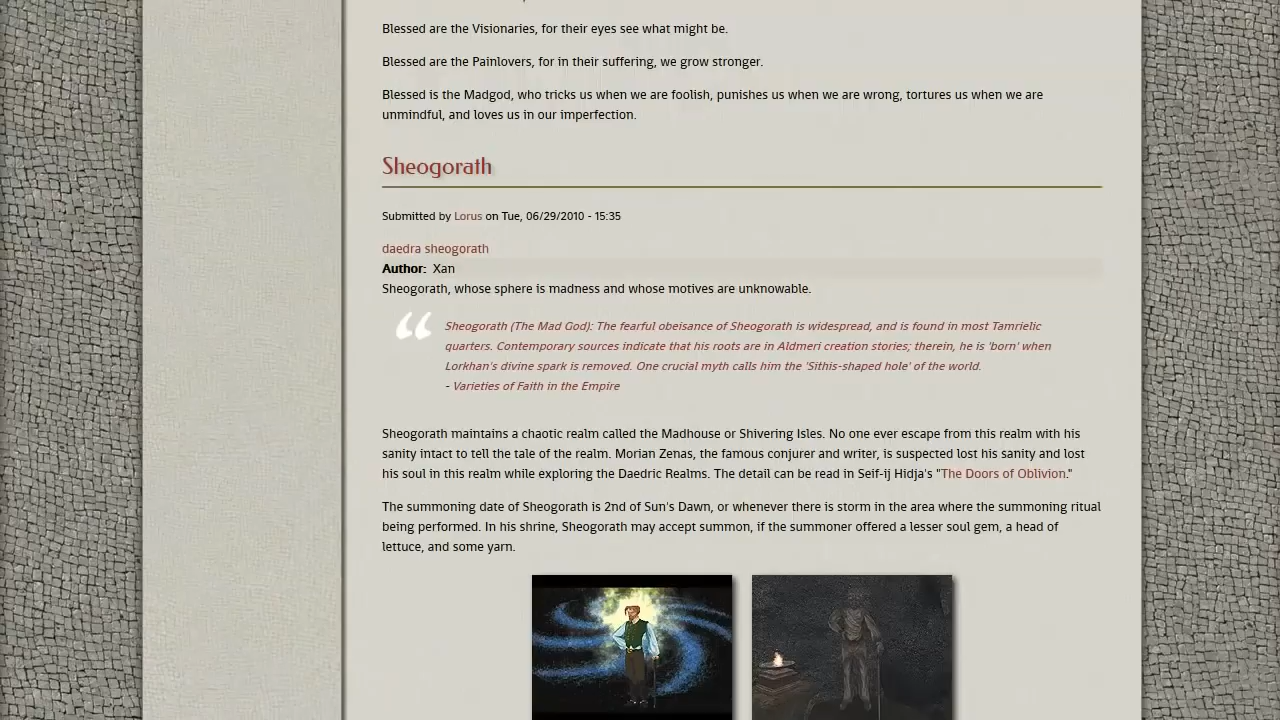 Blessed are the Visionaries, for their eyes see what might be.
Blessed are the Painlovers, for in their suffering, we grow stronger.
Blessed is the Madgod, who tricks us when we are foolish, punishes us when we are wrong, tortures us when we are
unmindful, and loves us in our imperfection.
Sheogorath
Submitted by Lorus on Tue, 06/29/2010 - 15:35
daedra sheogorath
Author: Xan
Sheogorath, whose sphere is madness and whose motives are unknowable.
Sheogorath (The Mad God): The fearful obeisance of Sheogorath is widespread, and is found in most Tamrielic
quarters. Contemporary sources indicate that his roots are in Aldmeri creation stories; therein, he is 'born' when
Lorkhan's divine spark is removed. One crucial myth calls him the 'Sithis-shaped hole' of the world.
- Varieties of Faith in the Empire
Sheogorath maintains a chaotic realm called the Madhouse or Shivering Isles. No one ever escape from this realm with his
sanity intact to tell the tale of the realm. Morian Zenas, the famous conjurer and writer, is suspected lost his sanity and lost
his soul in this realm while exploring the Daedric Realms. The detail can be read in Seif-ij Hidja's "The Doors of Oblivion."
The summoning date of Sheogorath is 2nd of Sun's Dawn, or whenever there is storm in the area where the summoning ritual
being performed. In his shrine, Sheogorath may accept summon, if the summoner offered a lesser soul gem, a head of
lettuce, and some yarn.